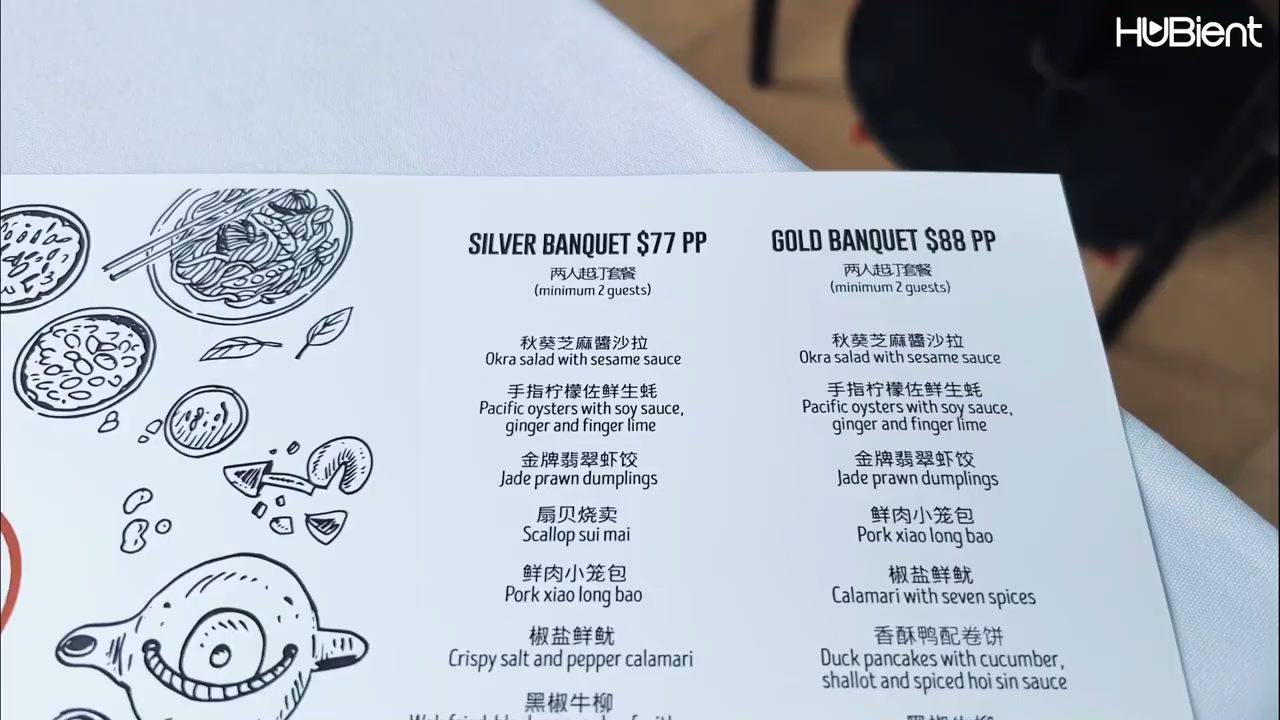 HUBient
SILVER BANQUET $77 PP
两人起订套餐
(minimum 2 guests)
秋葵芝麻醬沙拉
Okra salad with sesame sauce
手指柠檬佐鲜生蚝
Pacific oysters with soy sauce,
ginger and finger lime
金牌翡翠虾饺
Jade prawn dumplings
扇贝烧卖
Scallop sui mai
鲜肉小笼包
Pork xiao long bao
椒盐鲜鱿
Crispy salt and pepper calamari
黑椒牛柳
GOLD BANQUET $88 PP
两人起订套餐
(minimum 2 guests)
秋葵芝麻醬沙拉
Okra salad with sesame sauce
手指柠檬佐鲜生蚝
Pacific oysters with soy sauce,
ginger and finger lime
金牌翡翠虾饺
Jade prawn dumplings
鲜肉小笼包
Pork xiao long bao
椒盐鲜鱿
Calamari with seven spices
香酥鸭配卷饼
Duck pancakes with cucumber,
shallot and spiced hoi sin sauce